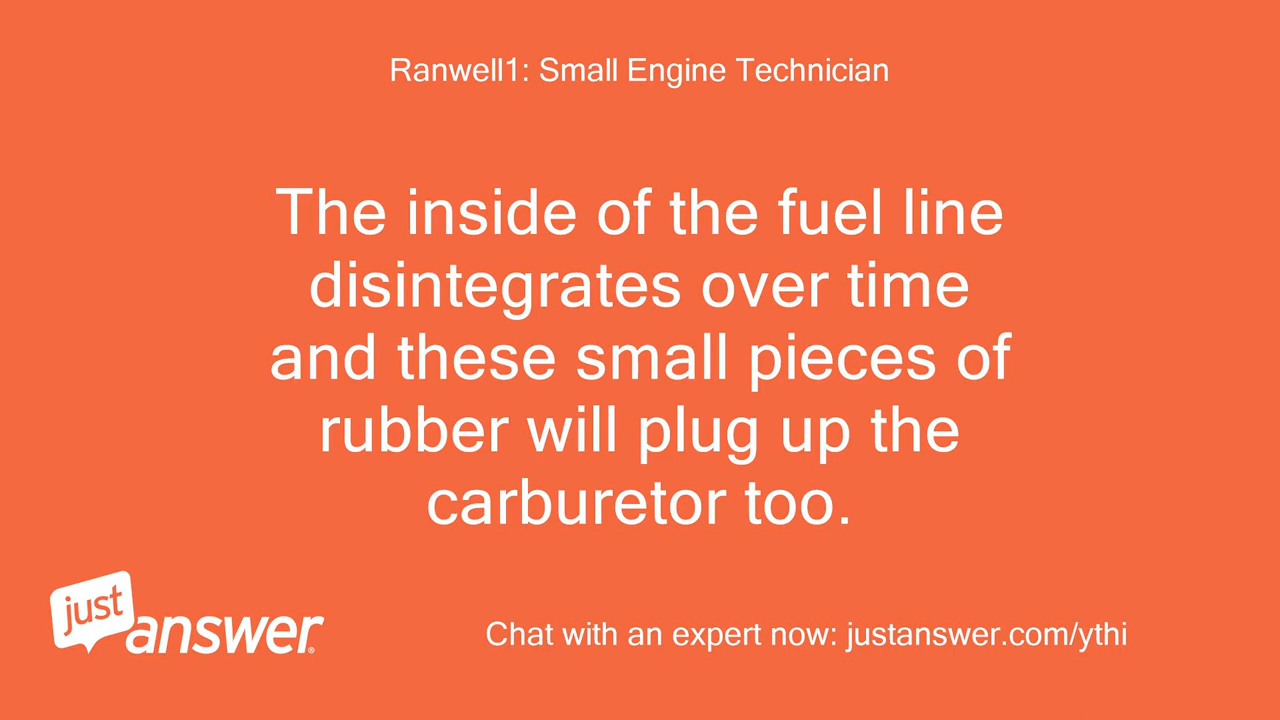 Ranwell1: Small Engine Technician
The inside of the fuel line
disintegrates over time
and these small pieces of
rubber will plug up the
carburetor too.
just
answer®
Chat with an expert now: justanswer.com/ythi